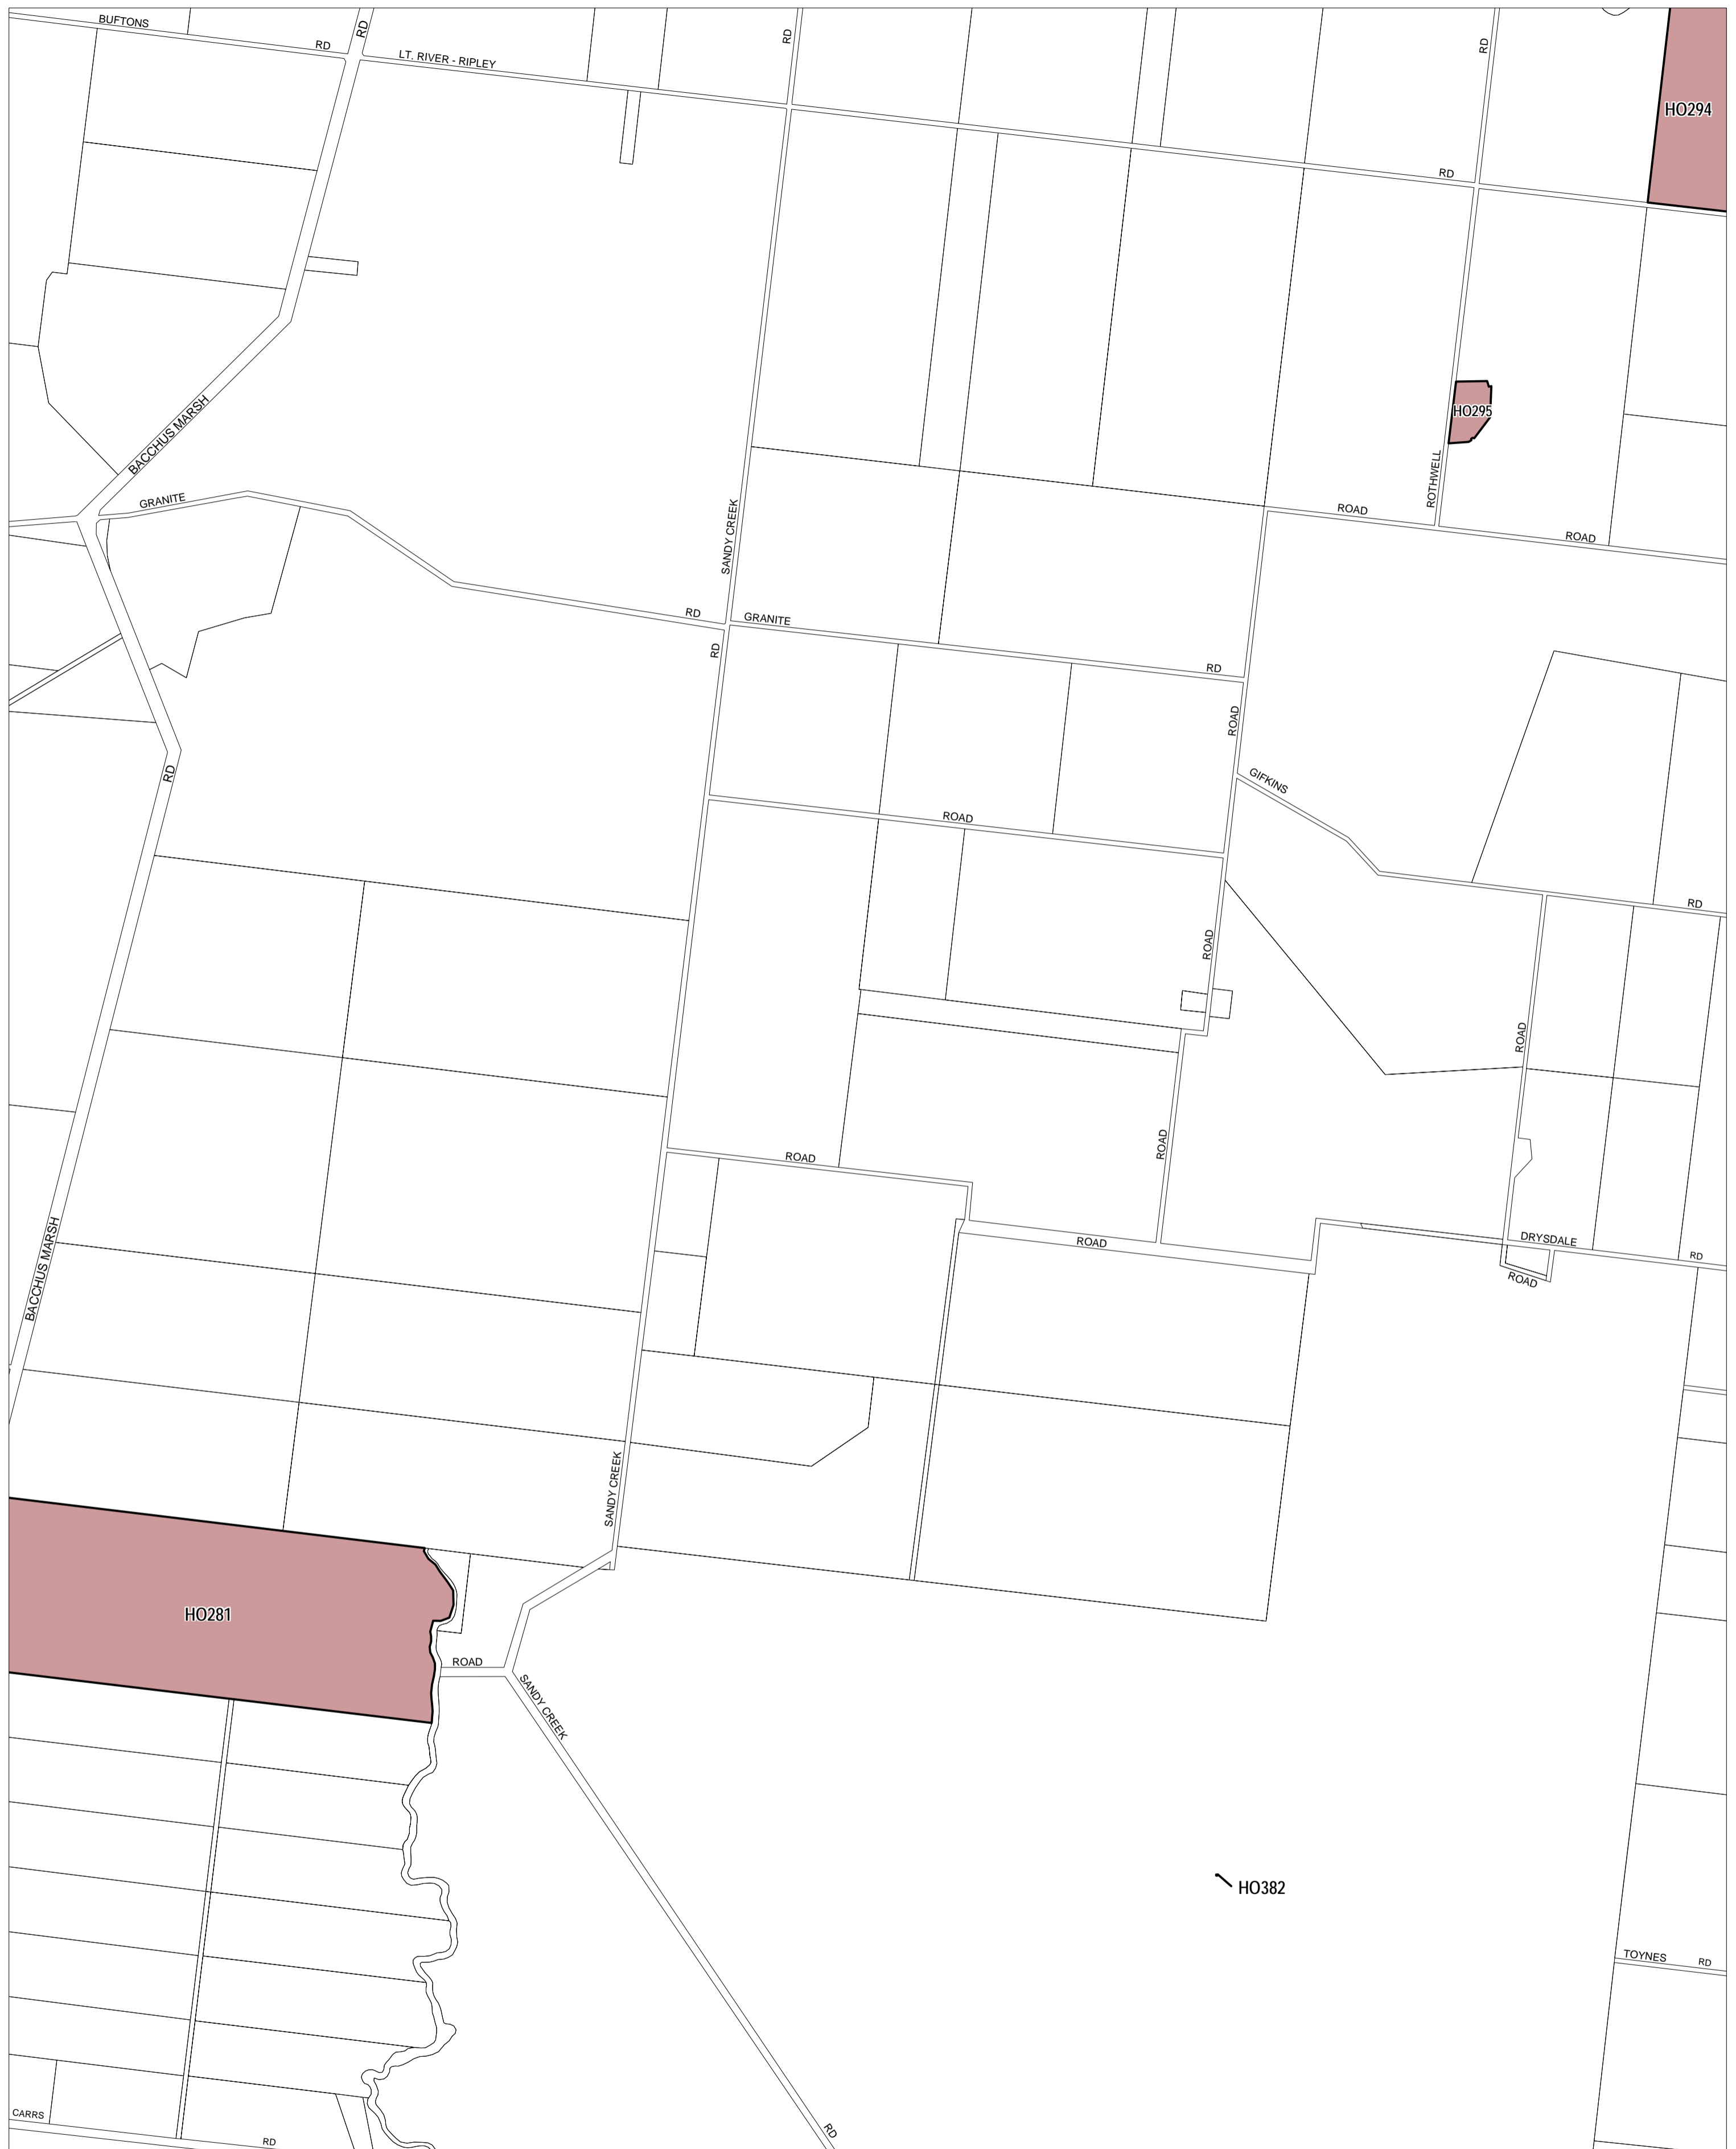 BUFTONS
RD
RD
LT. RIVER - RIPLEY
RD
RD
HO294
RD
HO295
BACCHUS MARSH
ROTHWELL
GRANITE
ROAD
SANDY CREEK
ROAD
RD
GRANITE
RD
RD
ROAD
RD
GIFKINS
ROAD
RD
ROAD
ROAD
ROAD
ROAD
BACCHUS MARSH
ROAD
DRYSDALE
RD
ROAD
SANDY CREEK
HO281
ROAD
SANDY CREEK
HO382
TOYNES
RD
CARRS
RD
RD